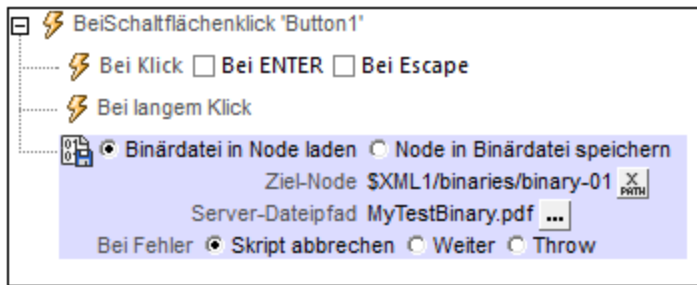 BeiSchaltflächenklick 'Button1'
Bei Klick Bei ENTER Bei Escape
Bei langem Klick
Binärdatei in Node laden Node in Binärdatei speichern
Ziel-Node $XML1/binaries/binary-01 X PATH
Server-Dateipfad MyTestBinary.pdf ...
Bei Fehler Skript abbrechen Weiter Throw